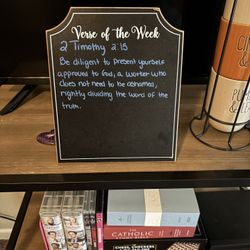 Verse of the Week
2 Timothy 2:15
Be diligent to present yourself
approved to God, a worker who
does not need to be ashamed,
rightly dividing the word of the
truth.
CATHOLIC